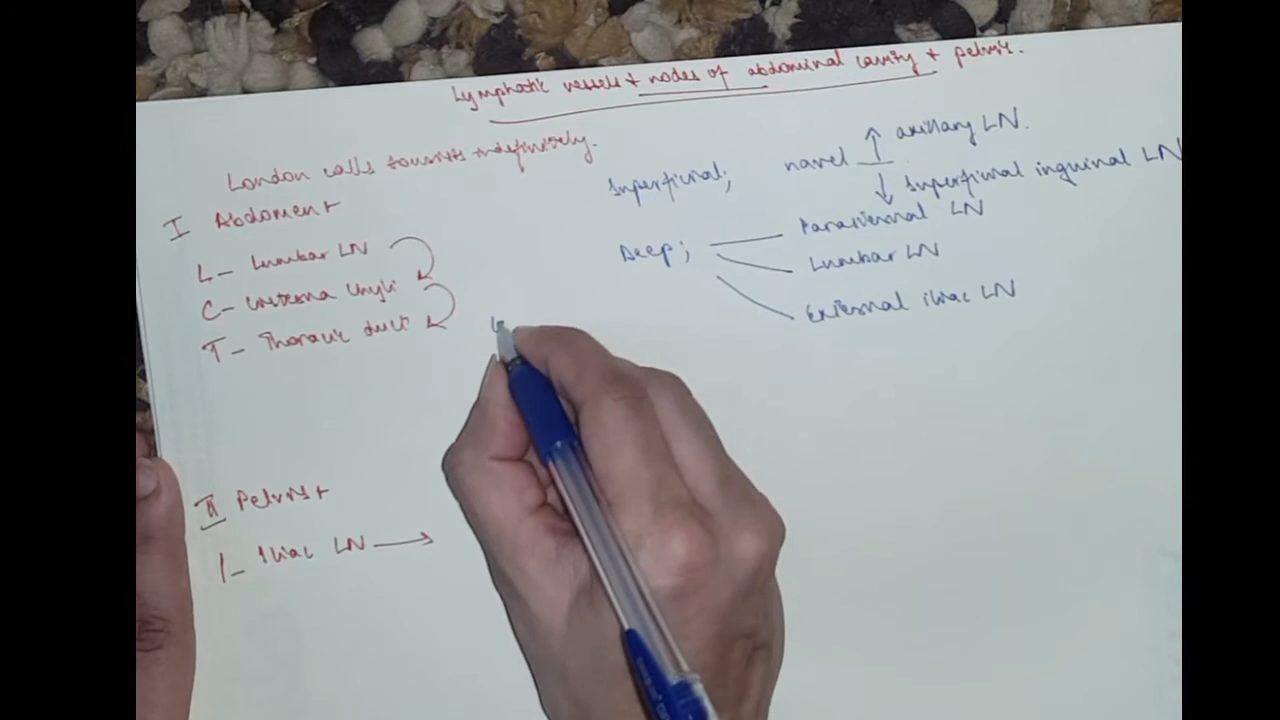 Lymphatic vessels + nodes of abdominal cavity + pelvis.
London calls tourists indefinitely.
I Abdomen +
L - Lumbar LN
C - Cisterna chyli
T - Thoracic duct
II Pelvis +
I - Iliac LN →
Superficial; navel ↑ axillary LN.
↓ Superficial inguinal LN
Deep; Parasternal LN
Lumbar LN
External iliac LN